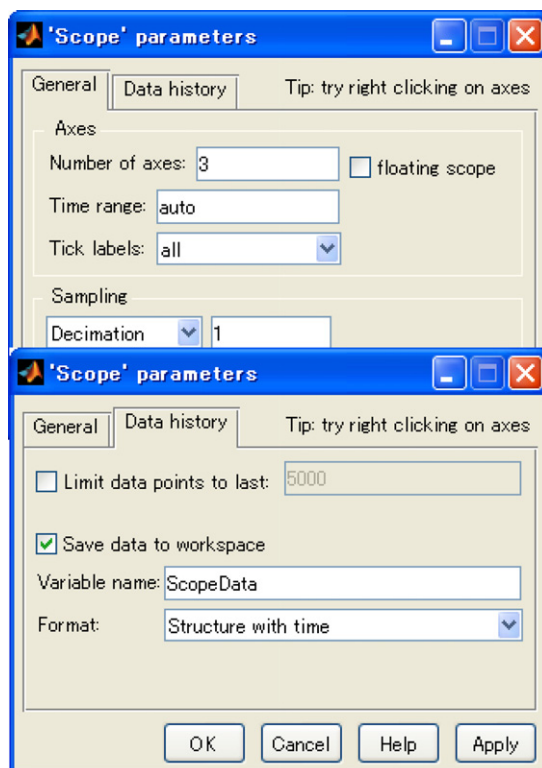 'Scope' parameters
General Data history Tip: try right clicking on axes
Axes
Number of axes: 3 floating scope
Time range: auto
Tick labels: all
Sampling
Decimation 1
'Scope' parameters
General Data history Tip: try right clicking on axes
Limit data points to last: 5000
Save data to workspace
Variable name: ScopeData
Format: Structure with time
OK Cancel Help Apply